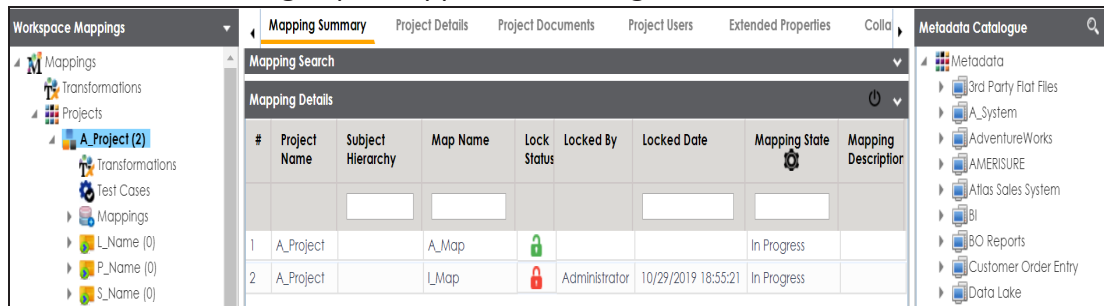 Workspace Mappings
Mappings
Transformations
Projects
A_Project (2)
Transformations
Test Cases
Mappings
L_Name (0)
P_Name (0)
S_Name (0)
Mapping Summary Project Details Project Documents Project Users Extended Properties Colla
Mapping Search
Mapping Details
# Project Name Subject Hierarchy Map Name Lock Status Locked By Locked Date Mapping State Mapping Description
1 A_Project A_Map In Progress
2 A_Project I_Map Administrator 10/29/2019 18:55:21 In Progress
Metadata Catalogue
Metadata
3rd Party Flat Files
A_System
AdventureWorks
AMERISURE
Atlas Sales System
BI
BO Reports
Customer Order Entry
Data Lake